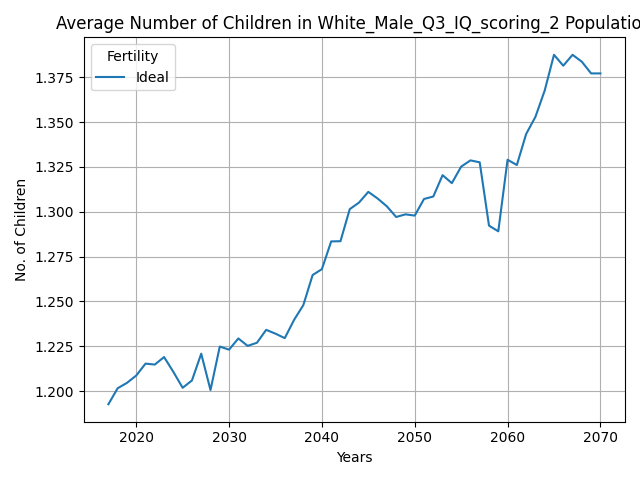 Average Number of Children in White_Male_Q3_IQ_scoring_2 Populatio
Fertility
Ideal
No. of Children
1.375
1.350
1.325
1.300
1.275
1.250
1.225
1.200
2020 2030 2040 2050 2060 2070
Years